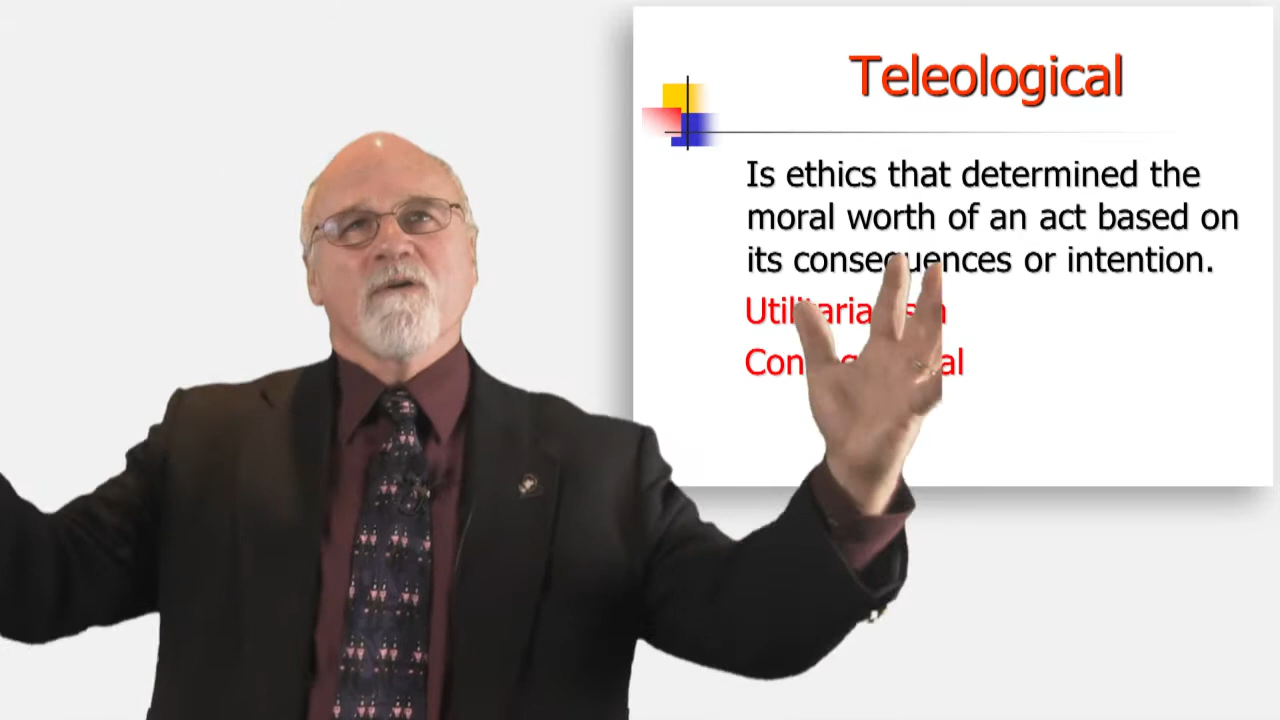 Teleological
Is ethics that determined the
moral worth of an act based on
its consequences or intention.